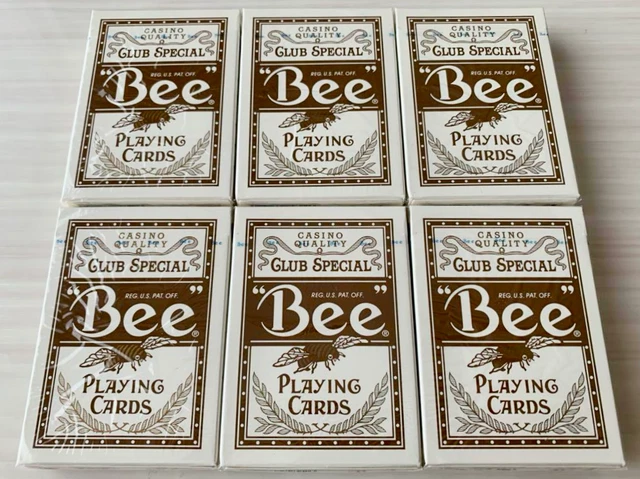 CASINO
QUALITY
CLUB SPECIAL
REG. U.S. PAT. OFF.
"Bee"®
PLAYING
CARDS
CASINO
QUALITY
CLUB SPECIAL
REG. U.S. PAT. OFF.
"Bee"®
PLAYING
CARDS
CASINO
QUALITY
CLUB SPECIAL
REG. U.S. PAT. OFF.
"Bee"®
PLAYING
CARDS
CASINO
QUALITY
CLUB SPECIAL
REG. U.S. PAT. OFF.
"Bee"®
PLAYING
CARDS
CASINO
QUALITY
CLUB SPECIAL
REG. U.S. PAT. OFF.
"Bee"®
PLAYING
CARDS
CASINO
QUALITY
CLUB SPECIAL
REG. U.S. PAT. OFF.
"Bee"®
PLAYING
CARDS